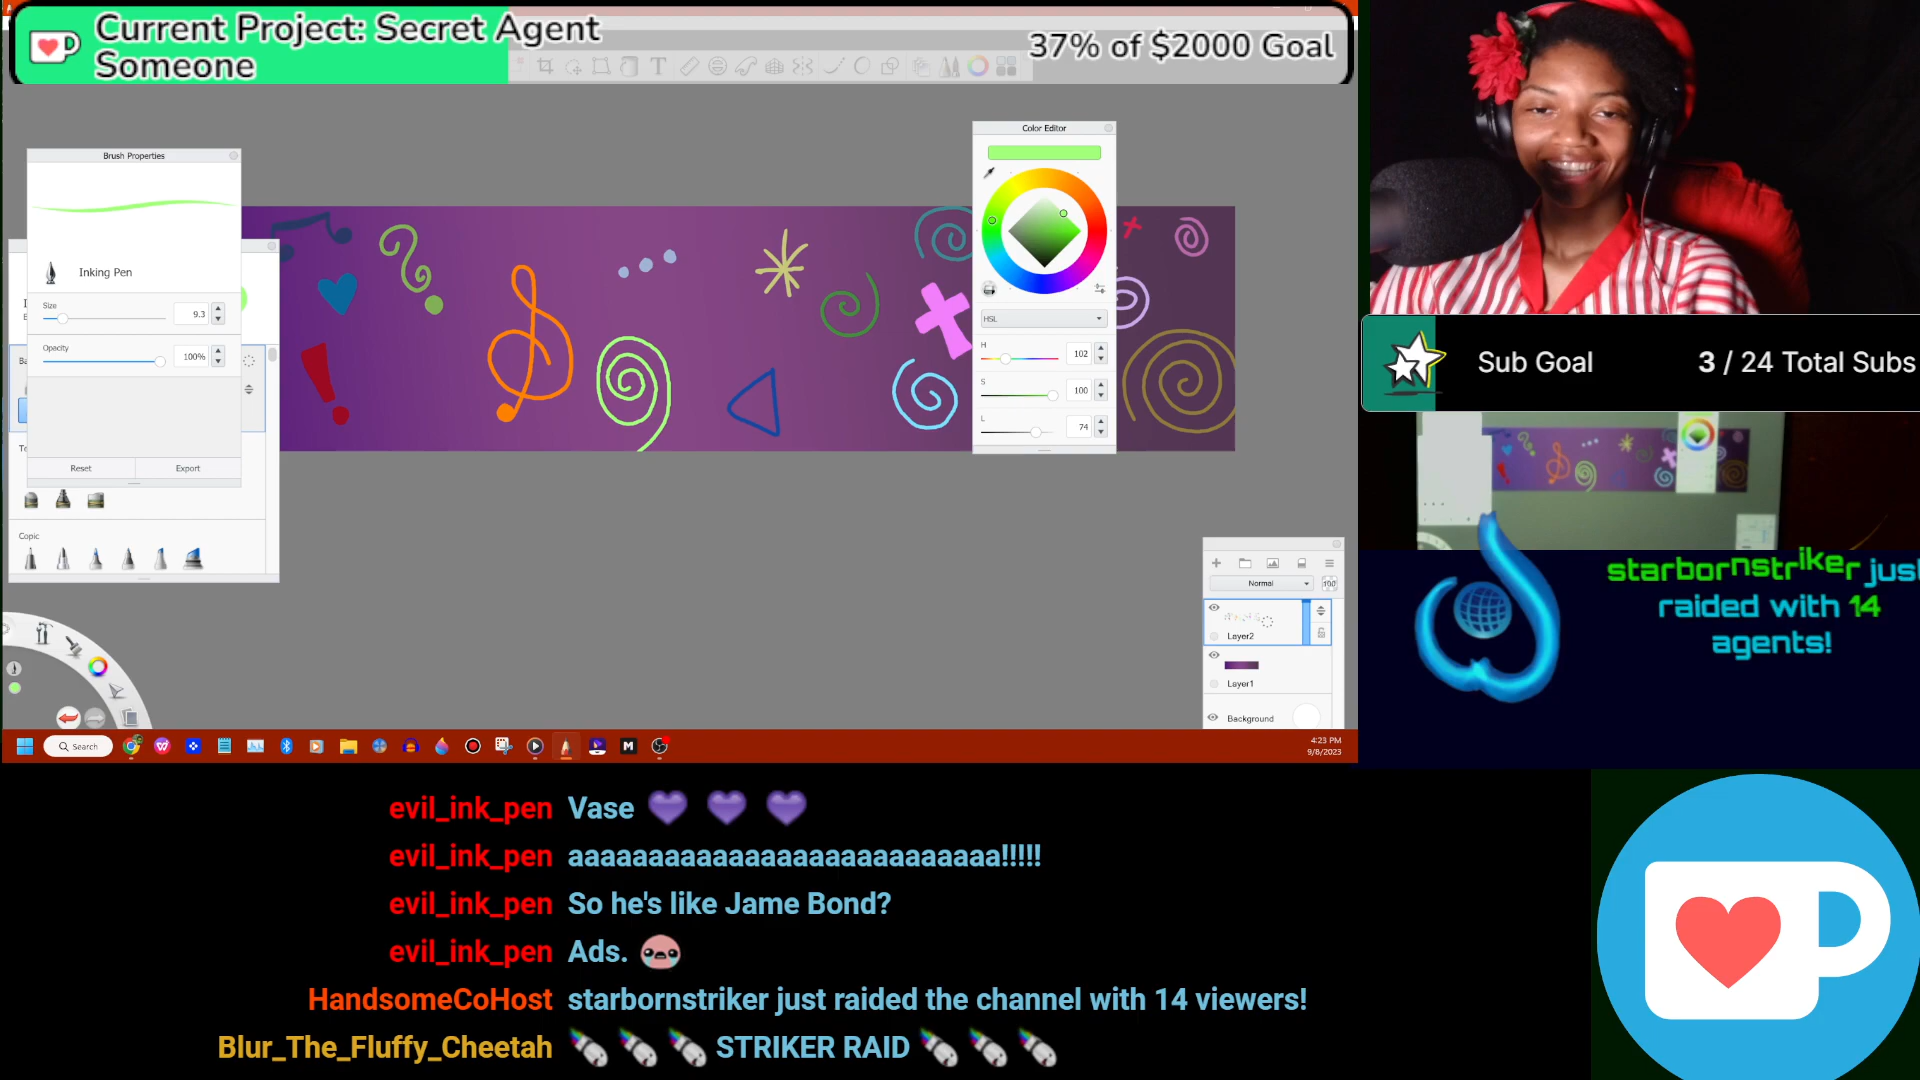 Current Project: Secret Agent
Someone
37% of $2000 Goal
Brush Properties
Inking Pen
Size
9.3
Opacity
100%
Reset
Export
Copic
Color Editor
HSL
H
102
S
100
L
74
Normal
100
Layer2
Layer1
Background
Search
4:23 PM
9/8/2023
Sub Goal
3 / 24 Total Subs
starbornstriker just
raided with 14
agents!
evil_ink_pen Vase
evil_ink_pen aaaaaaaaaaaaaaaaaaaaaaaaaaa!!!!!
evil_ink_pen So he's like Jame Bond?
evil_ink_pen Ads.
HandsomeCoHost starbornstriker just raided the channel with 14 viewers!
Blur_The_Fluffy_Cheetah STRIKER RAID